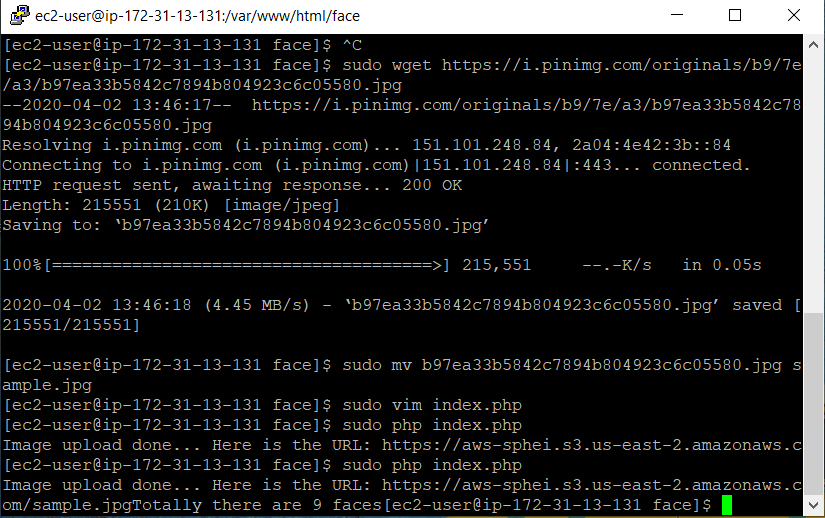 ec2-user@ip-172-31-13-131:/var/www/html/face
[ec2-user@ip-172-31-13-131 face]$ ^C
[ec2-user@ip-172-31-13-131 face]$ sudo wget https://i.pinimg.com/originals/b9/7e
/a3/b97ea33b5842c7894b804923c6c05580.jpg
--2020-04-02 13:46:17--  https://i.pinimg.com/originals/b9/7e/a3/b97ea33b5842c78
94b804923c6c05580.jpg
Resolving i.pinimg.com (i.pinimg.com)... 151.101.248.84, 2a04:4e42:3b::84
Connecting to i.pinimg.com (i.pinimg.com)|151.101.248.84|:443... connected.
HTTP request sent, awaiting response... 200 OK
Length: 215551 (210K) [image/jpeg]
Saving to: ‘b97ea33b5842c7894b804923c6c05580.jpg’
100%[======================================>] 215,551     --.-K/s   in 0.05s
2020-04-02 13:46:18 (4.45 MB/s) - ‘b97ea33b5842c7894b804923c6c05580.jpg’ saved [
215551/215551]
[ec2-user@ip-172-31-13-131 face]$ sudo mv b97ea33b5842c7894b804923c6c05580.jpg s
ample.jpg
[ec2-user@ip-172-31-13-131 face]$ sudo vim index.php
[ec2-user@ip-172-31-13-131 face]$ sudo php index.php
Image upload done... Here is the URL: https://aws-sphei.s3.us-east-2.amazonaws.c
[ec2-user@ip-172-31-13-131 face]$ sudo php index.php
Image upload done... Here is the URL: https://aws-sphei.s3.us-east-2.amazonaws.c
om/sample.jpgTotally there are 9 faces[ec2-user@ip-172-31-13-131 face]$